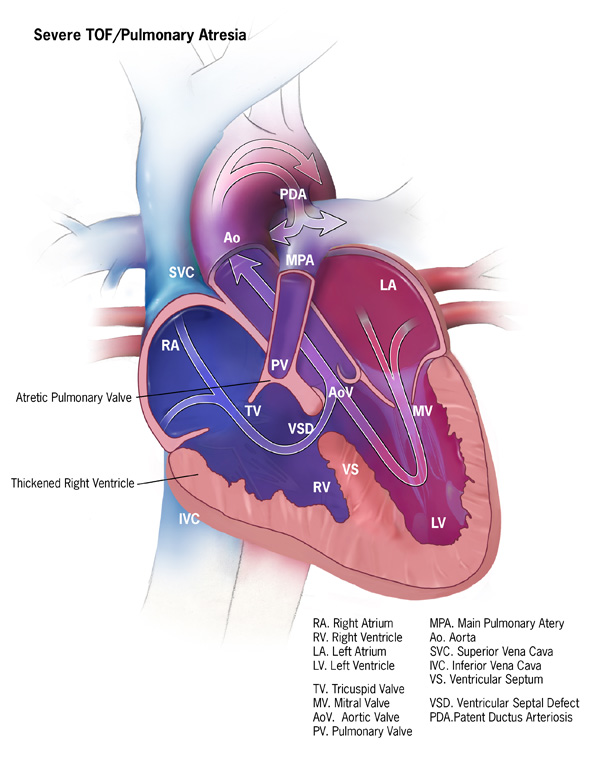 Severe TOF/Pulmonary Atresia
PDA
Ao
MPA
SVC
LA
RA
PV
Atretic Pulmonary Valve
AoV
TV
MV
VSD
VS
Thickened Right Ventricle
RV
IVC
LV
RA. Right Atrium
RV. Right Ventricle
LA. Left Atrium
LV. Left Ventricle
TV. Tricuspid Valve
MV. Mitral Valve
AoV. Aortic Valve
PV. Pulmonary Valve
MPA. Main Pulmonary Atery
Ao. Aorta
SVC. Superior Vena Cava
IVC. Inferior Vena Cava
VS. Ventricular Septum
VSD. Ventricular Septal Defect
PDA.Patent Ductus Arteriosis